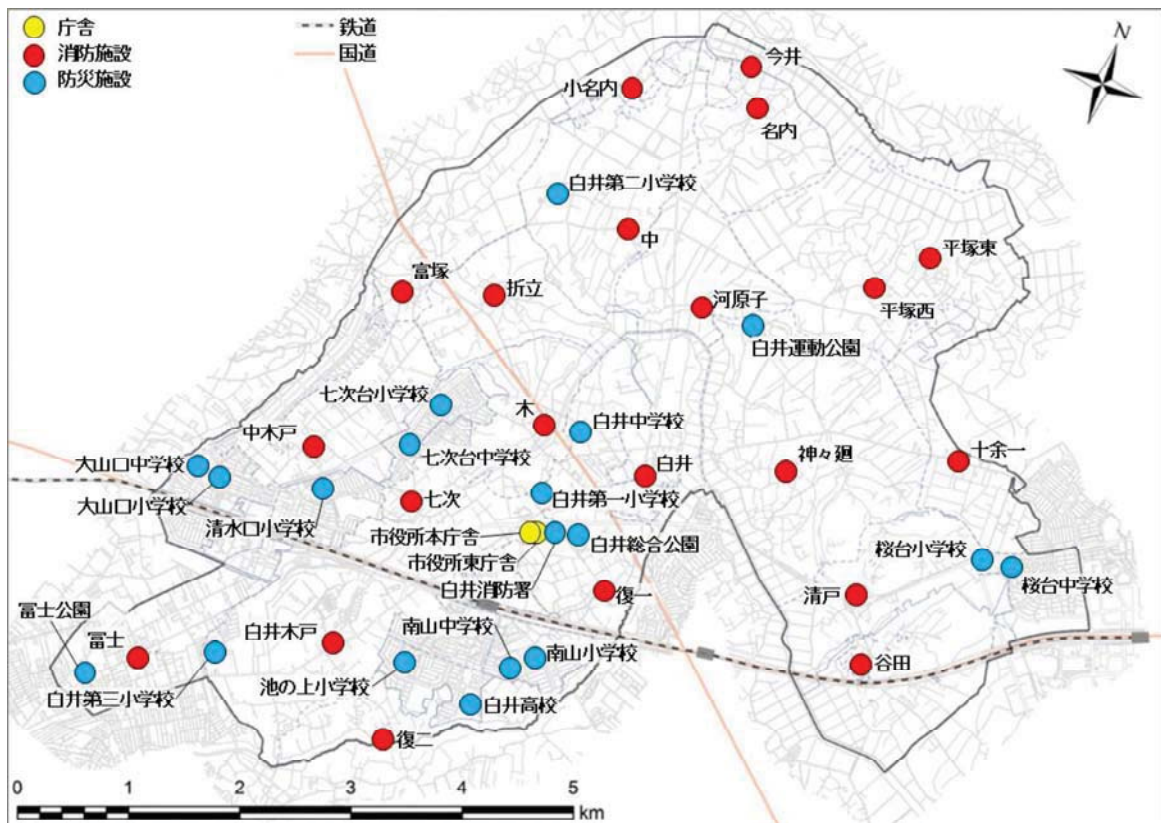 庁舎
消防施設
防災施設
鉄道
国道
N
今井
小名内
名内
白井第二小学校
中
平塚東
富塚
折立
河原子
平塚西
白井運動公園
七次台小学校
木
白井中学校
中木戸
七次台中学校
大山口中学校
白井
神々廻
十余一
大山口小学校
七次
白井第一小学校
清水口小学校
市役所本庁舎
市役所東庁舎
白井総合公園
白井消防署
桜台小学校
桜台中学校
復一
清戸
冨士公園
冨士
白井木戸
南山中学校
南山小学校
谷田
池の上小学校
白井第三小学校
白井高校
復二
0 1 2 3 4 5
km